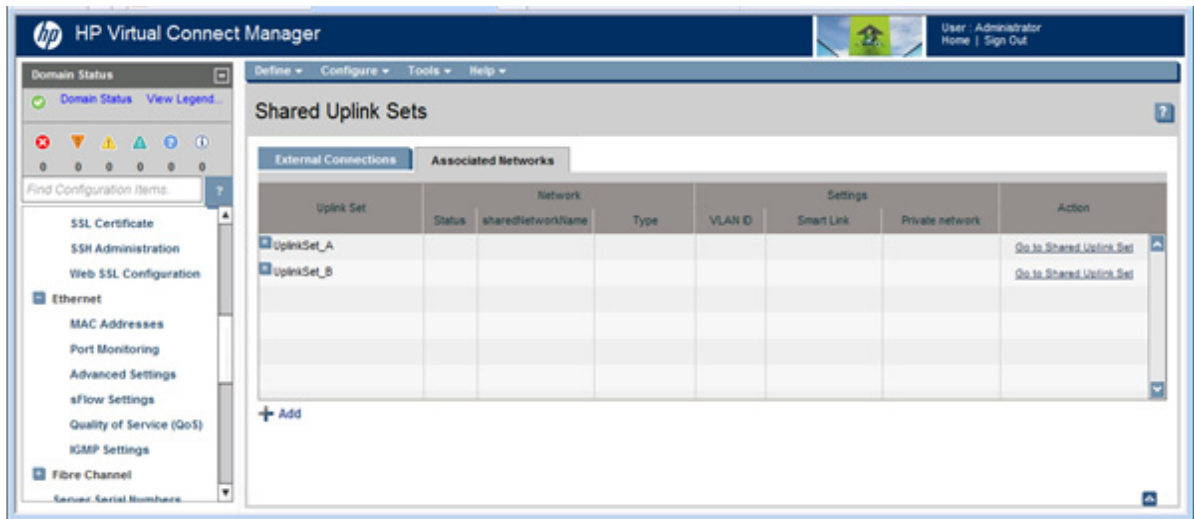 hp HP Virtual Connect Manager
User : Administrator
Home | Sign Out
Domain Status
Domain Status View Legend...
0 0 0 0 0 0
Find Configuration Items.
?
SSL Certificate
SSH Administration
Web SSL Configuration
Ethernet
MAC Addresses
Port Monitoring
Advanced Settings
sFlow Settings
Quality of Service (QoS)
IGMP Settings
Fibre Channel
Server Serial Numbers
Define Configure Tools Help
Shared Uplink Sets
?
External Connections Associated Networks
Uplink Set Network Settings Action
Status sharedNetworkName Type VLAN ID Smart Link Private network
UplinkSet_A Go to Shared Uplink Set
UplinkSet_B Go to Shared Uplink Set
Add